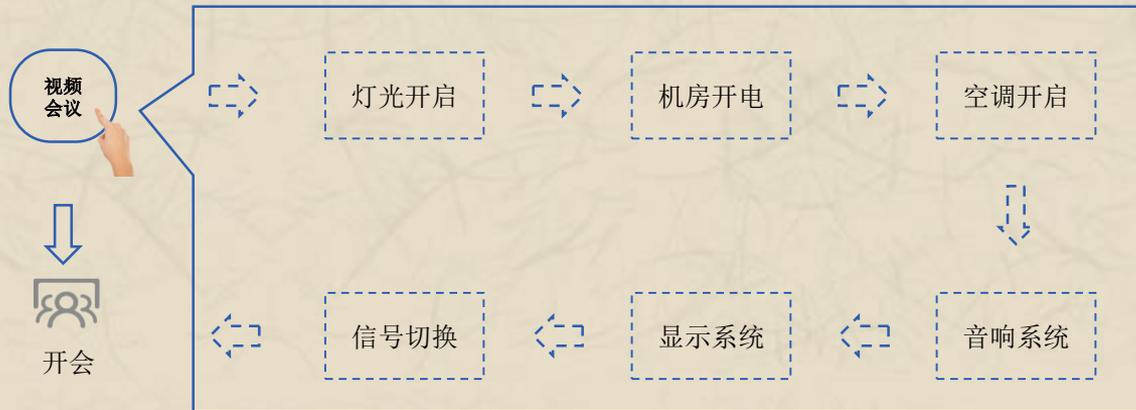 视频
会议
灯光开启
机房开电
空调开启
音响系统
显示系统
信号切换
开会